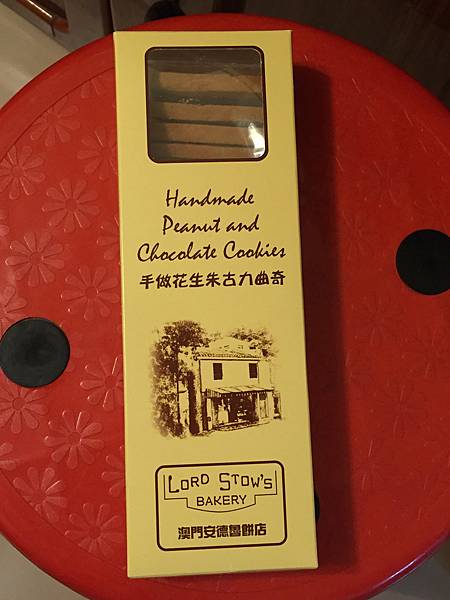 Handmade
Peanut and
Chocolate Cookies
手做花生朱古力曲奇
LORD STOW'S
BAKERY
澳門安德魯餅店